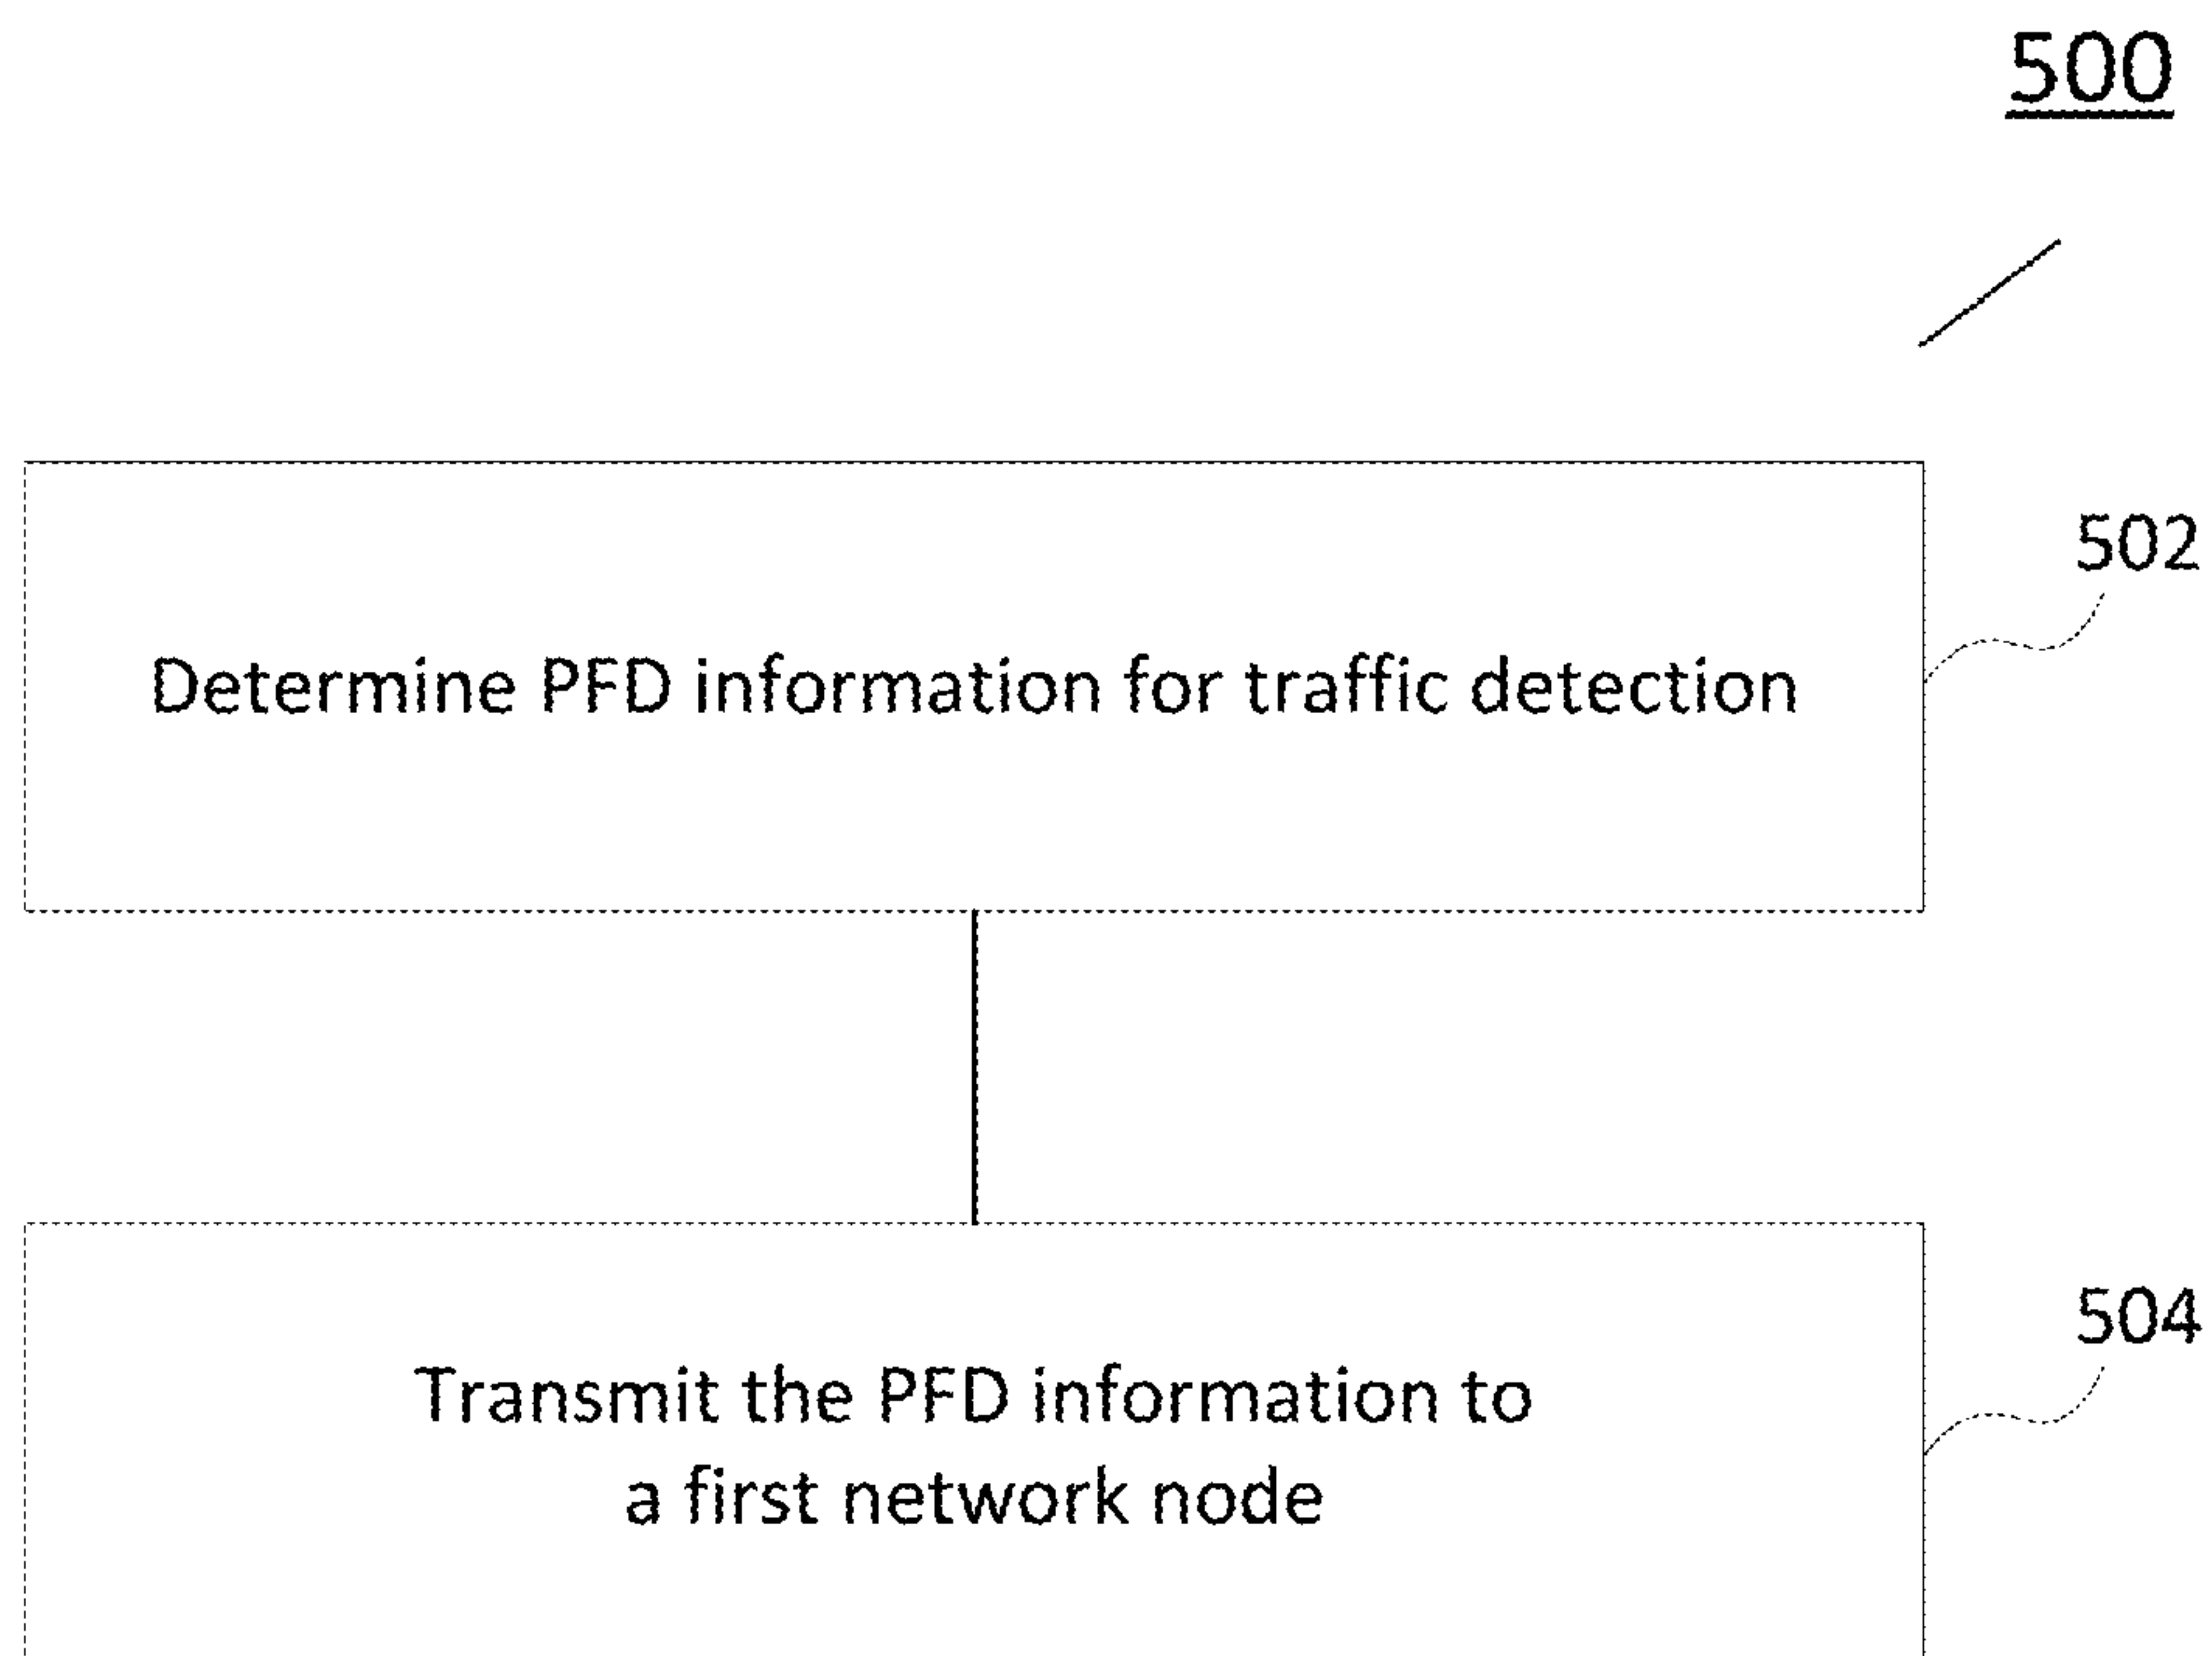 500
502
Determine PFD information for traffic detection
504
Transmit the PFD information to
a first network node